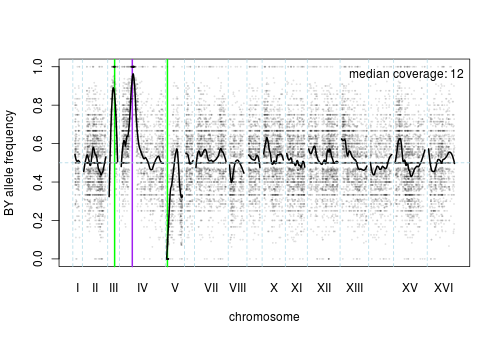 median coverage: 12
BY allele frequency
1.0
0.8
0.6
0.4
0.2
0.0
I II III IV V VII VIII X XI XII XIII XV XVI
chromosome